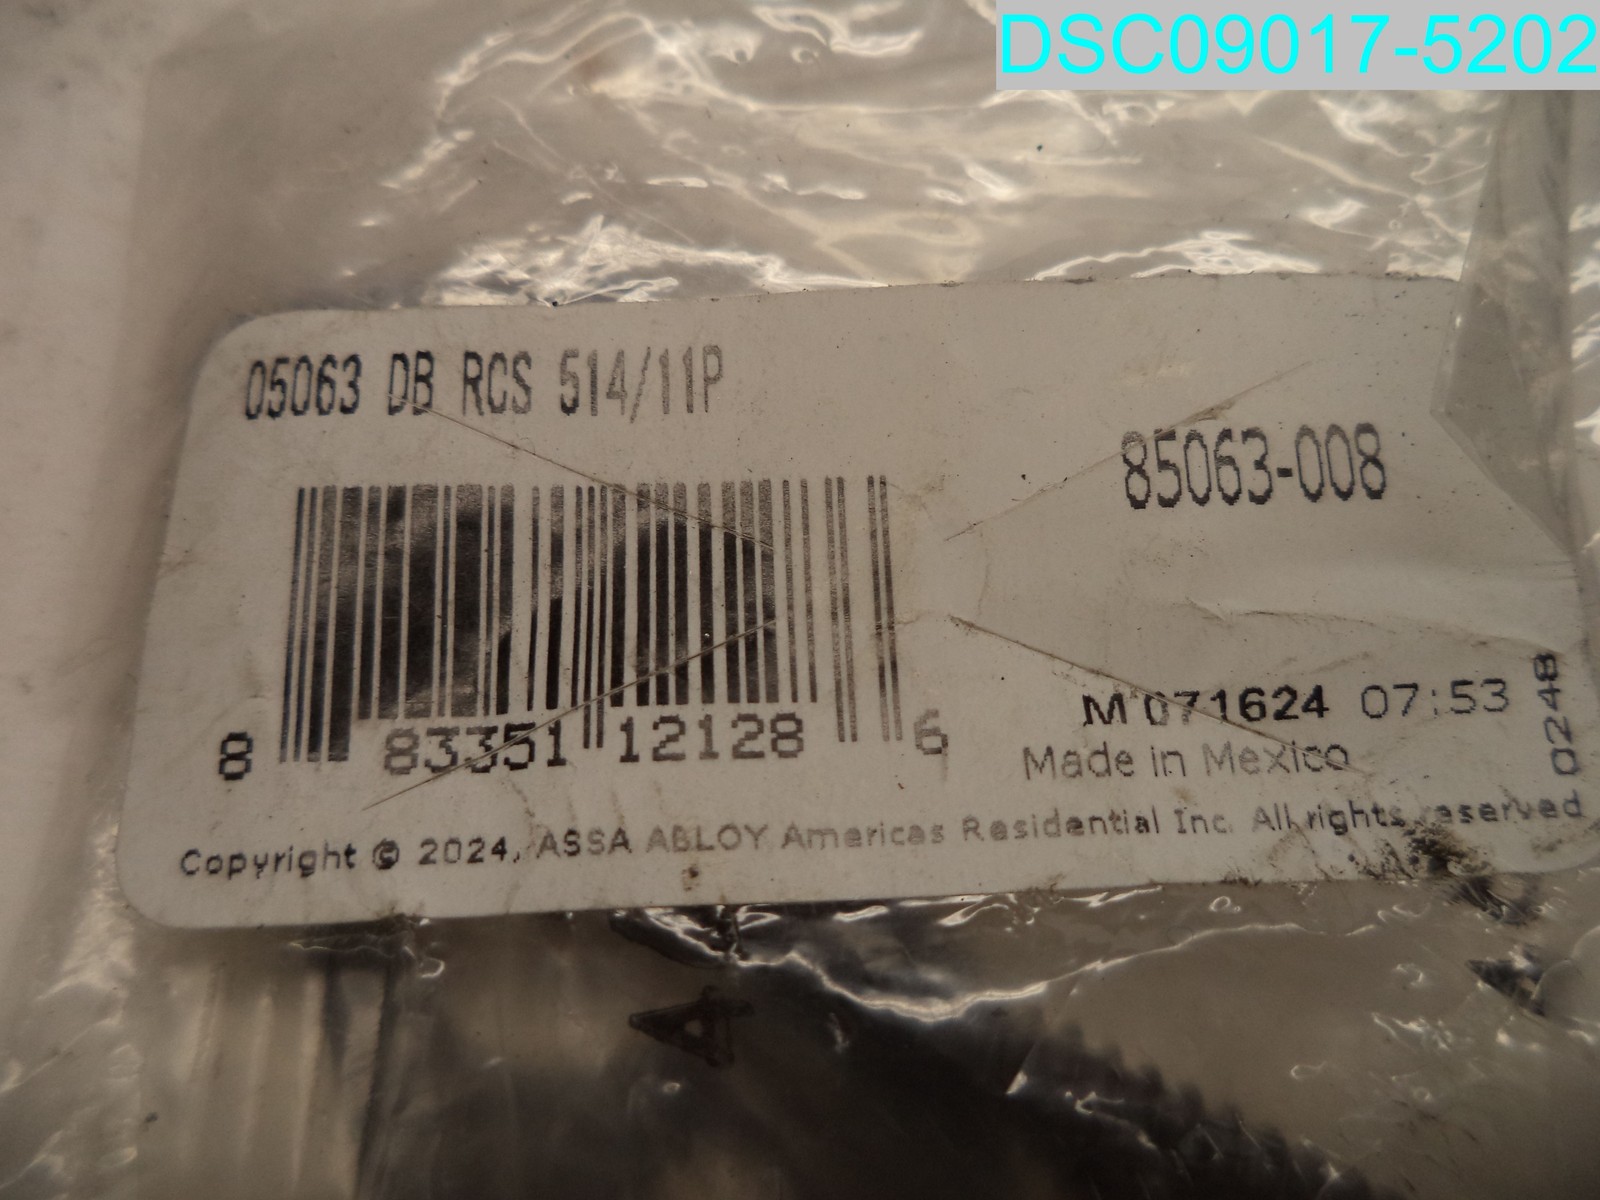 DSC09017-5202
05063 DB RCS 514/11P
85063-008
8 83351 12128 6
M 071624 07:53
0248
Made in Mexico
Copyright © 2024, ASSA ABLOY Americas Residential Inc. All rights reserved